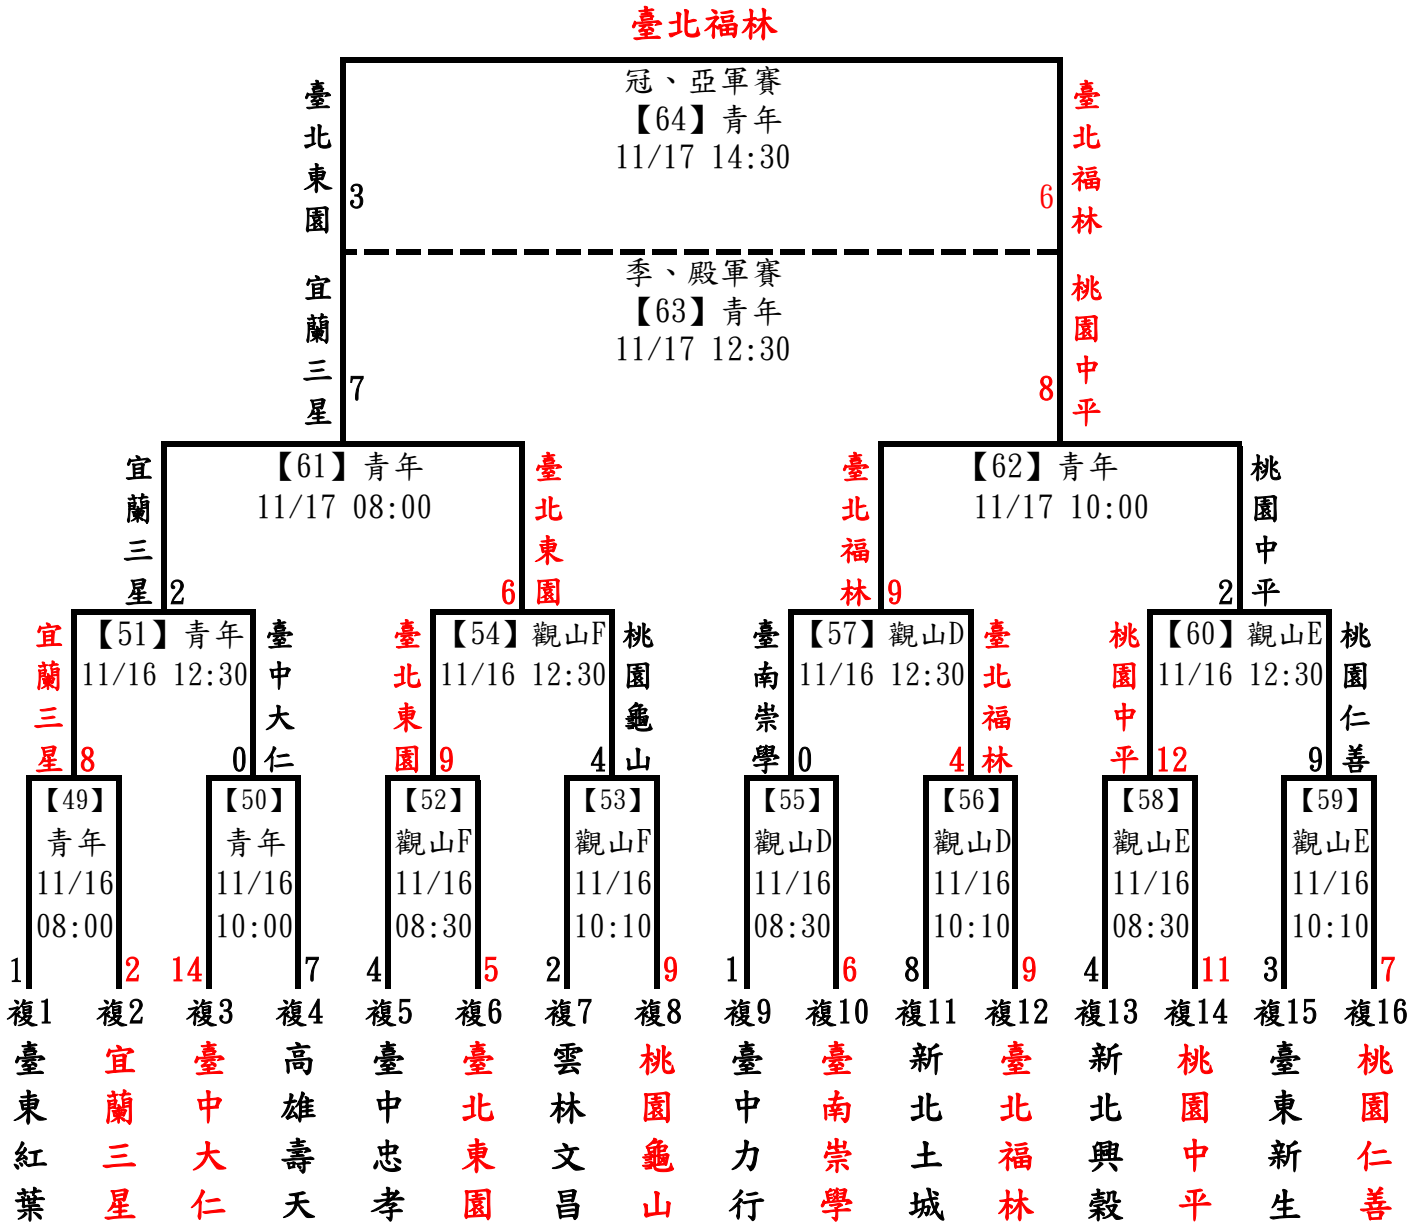 臺北福林
冠、亞軍賽
【64】青年
11/17 14:30
臺北東園
3
6
臺北福林
季、殿軍賽
【63】青年
11/17 12:30
宜蘭三星
7
8
桃園中平
宜蘭三星
2
【61】青年
11/17 08:00
6
臺北東園
臺北福林
9
【62】青年
11/17 10:00
2
桃園中平
宜蘭三星
8
【51】青年
11/16 12:30
0
臺中大仁
臺北東園
9
【54】觀山F
11/16 12:30
4
桃園龜山
臺南崇學
0
【57】觀山D
11/16 12:30
4
臺北福林
桃園中平
12
【60】觀山E
11/16 12:30
9
桃園仁善
【49】
青年
11/16
08:00
【50】
青年
11/16
10:00
【52】
觀山F
11/16
08:30
【53】
觀山F
11/16
10:10
【55】
觀山D
11/16
08:30
【56】
觀山D
11/16
10:10
【58】
觀山E
11/16
08:30
【59】
觀山E
11/16
10:10
1 2 14 7 4 5 2 9 1 6 8 9 4 11 3 7
複1 複2 複3 複4 複5 複6 複7 複8 複9 複10 複11 複12 複13 複14 複15 複16
臺東紅葉
宜蘭三星
臺中大仁
高雄壽天
臺中忠孝
臺北東園
雲林文昌
桃園龜山
臺中力行
臺南崇學
新北土城
臺北福林
新北興穀
桃園中平
臺東新生
桃園仁善